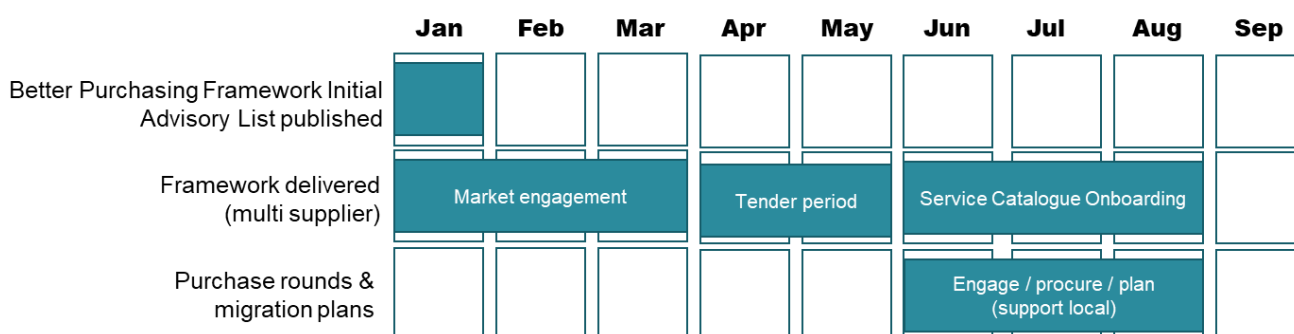 Jan Feb Mar Apr May Jun Jul Aug Sep
Better Purchasing Framework Initial
Advisory List published
Framework delivered
(multi supplier)
Market engagement
Tender period
Service Catalogue Onboarding
Purchase rounds &
migration plans
Engage / procure / plan
(support local)